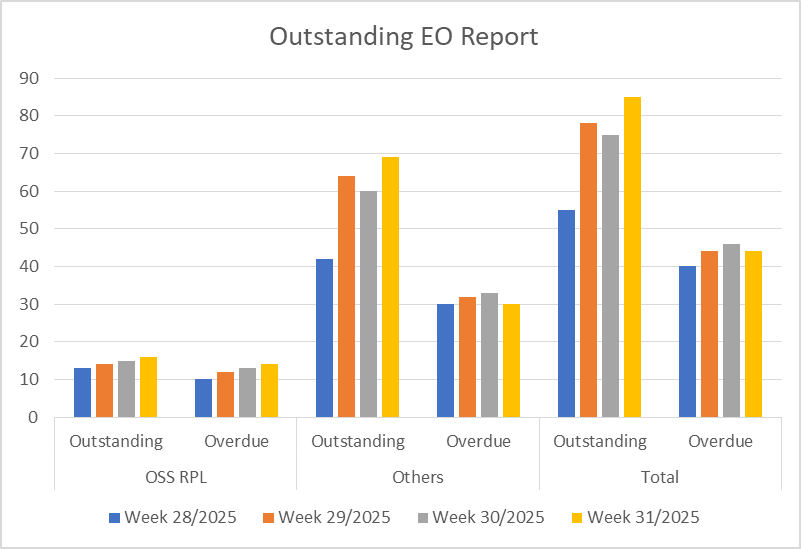 Outstanding EO Report
90
80
70
60
50
40
30
20
10
0
Outstanding Overdue Outstanding Overdue Outstanding Overdue
OSS RPL Others Total
Week 28/2025 Week 29/2025 Week 30/2025 Week 31/2025